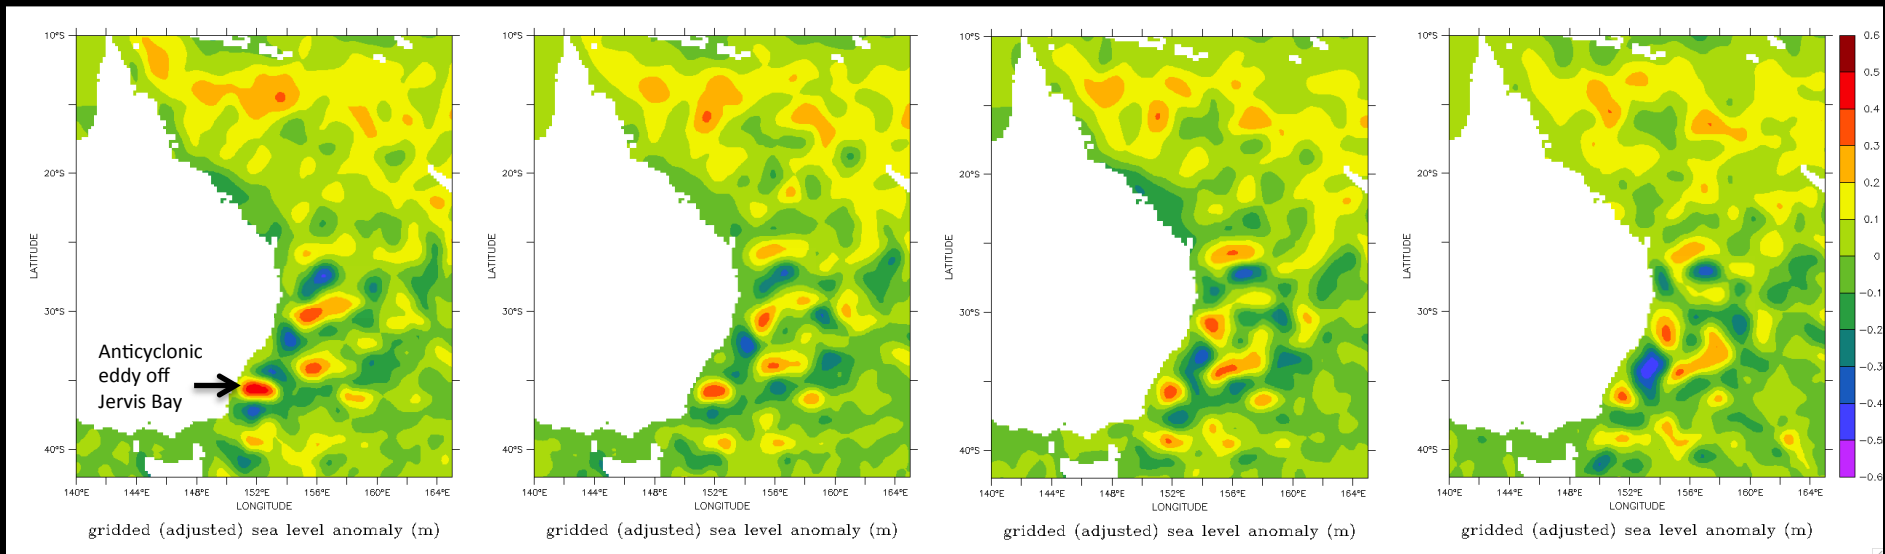 10°S
20°S
30°S
40°S
LATITUDE
Anticyclonic
eddy off
Jervis Bay
140°E 144°E 148°E 152°E 156°E 160°E 164°E
LONGITUDE
gridded (adjusted) sea level anomaly (m)
10°S
20°S
30°S
40°S
LATITUDE
140°E 144°E 148°E 152°E 156°E 160°E 164°E
LONGITUDE
gridded (adjusted) sea level anomaly (m)
10°S
20°S
30°S
40°S
LATITUDE
140°E 144°E 148°E 152°E 156°E 160°E 164°E
LONGITUDE
gridded (adjusted) sea level anomaly (m)
10°S
20°S
30°S
40°S
LATITUDE
140°E 144°E 148°E 152°E 156°E 160°E 164°E
LONGITUDE
gridded (adjusted) sea level anomaly (m)
0.6
0.5
0.4
0.3
0.2
0.1
0
-0.1
-0.2
-0.3
-0.4
-0.5
-0.6